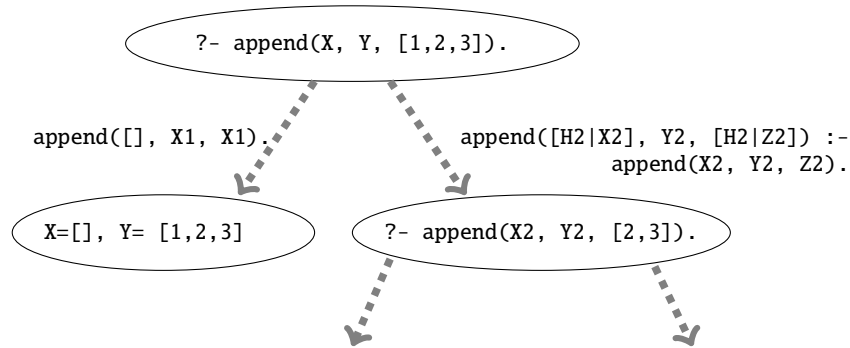 ?- append(X, Y, [1,2,3]).
append([], X1, X1).
append([H2|X2], Y2, [H2|Z2]) :-
append(X2, Y2, Z2).
X=[], Y= [1,2,3]
?- append(X2, Y2, [2,3]).